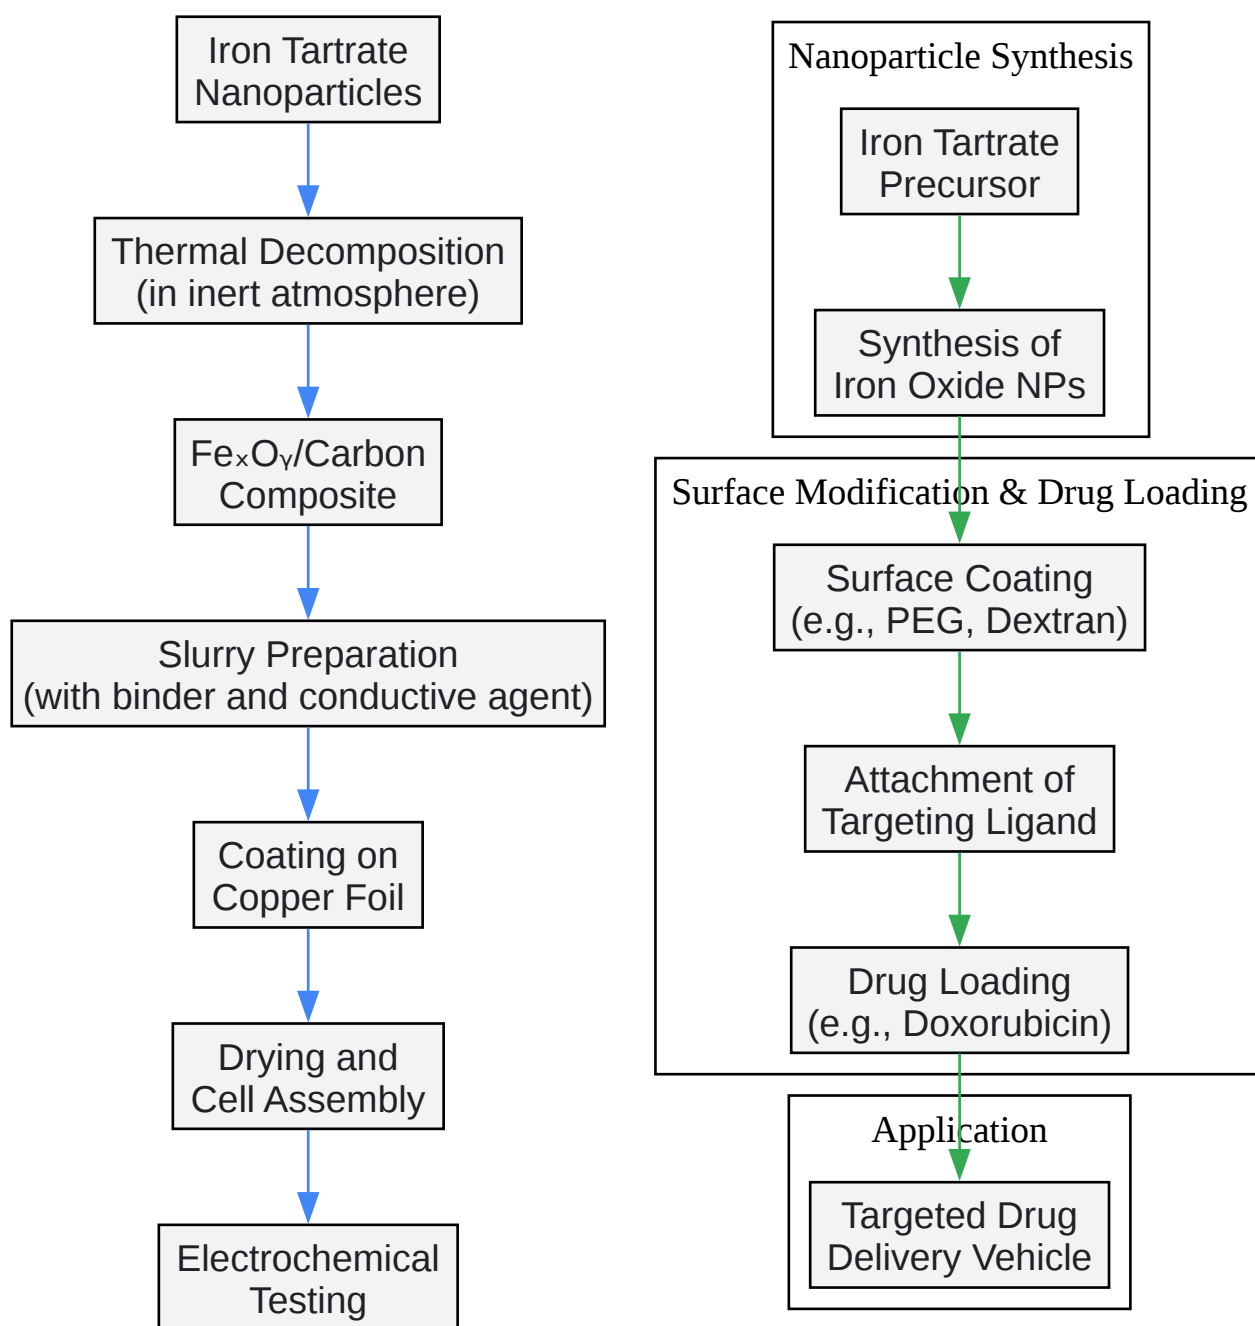 Iron Tartrate
Nanoparticles
Thermal Decomposition
(in inert atmosphere)
FeₓOᵧ/Carbon
Composite
Slurry Preparation
(with binder and conductive agent)
Coating on
Copper Foil
Drying and
Cell Assembly
Electrochemical
Testing
Nanoparticle Synthesis
Iron Tartrate
Precursor
Synthesis of
Iron Oxide NPs
Surface Modification & Drug Loading
Surface Coating
(e.g., PEG, Dextran)
Attachment of
Targeting Ligand
Drug Loading
(e.g., Doxorubicin)
Application
Targeted Drug
Delivery Vehicle